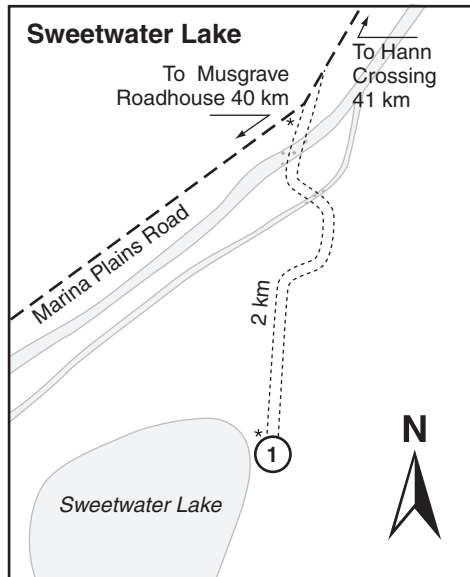 Sweetwater Lake
To Musgrave
Roadhouse 40 km
To Hann
Crossing
41 km
*
Marina Plains Road
2 km
*
1
Sweetwater Lake
N